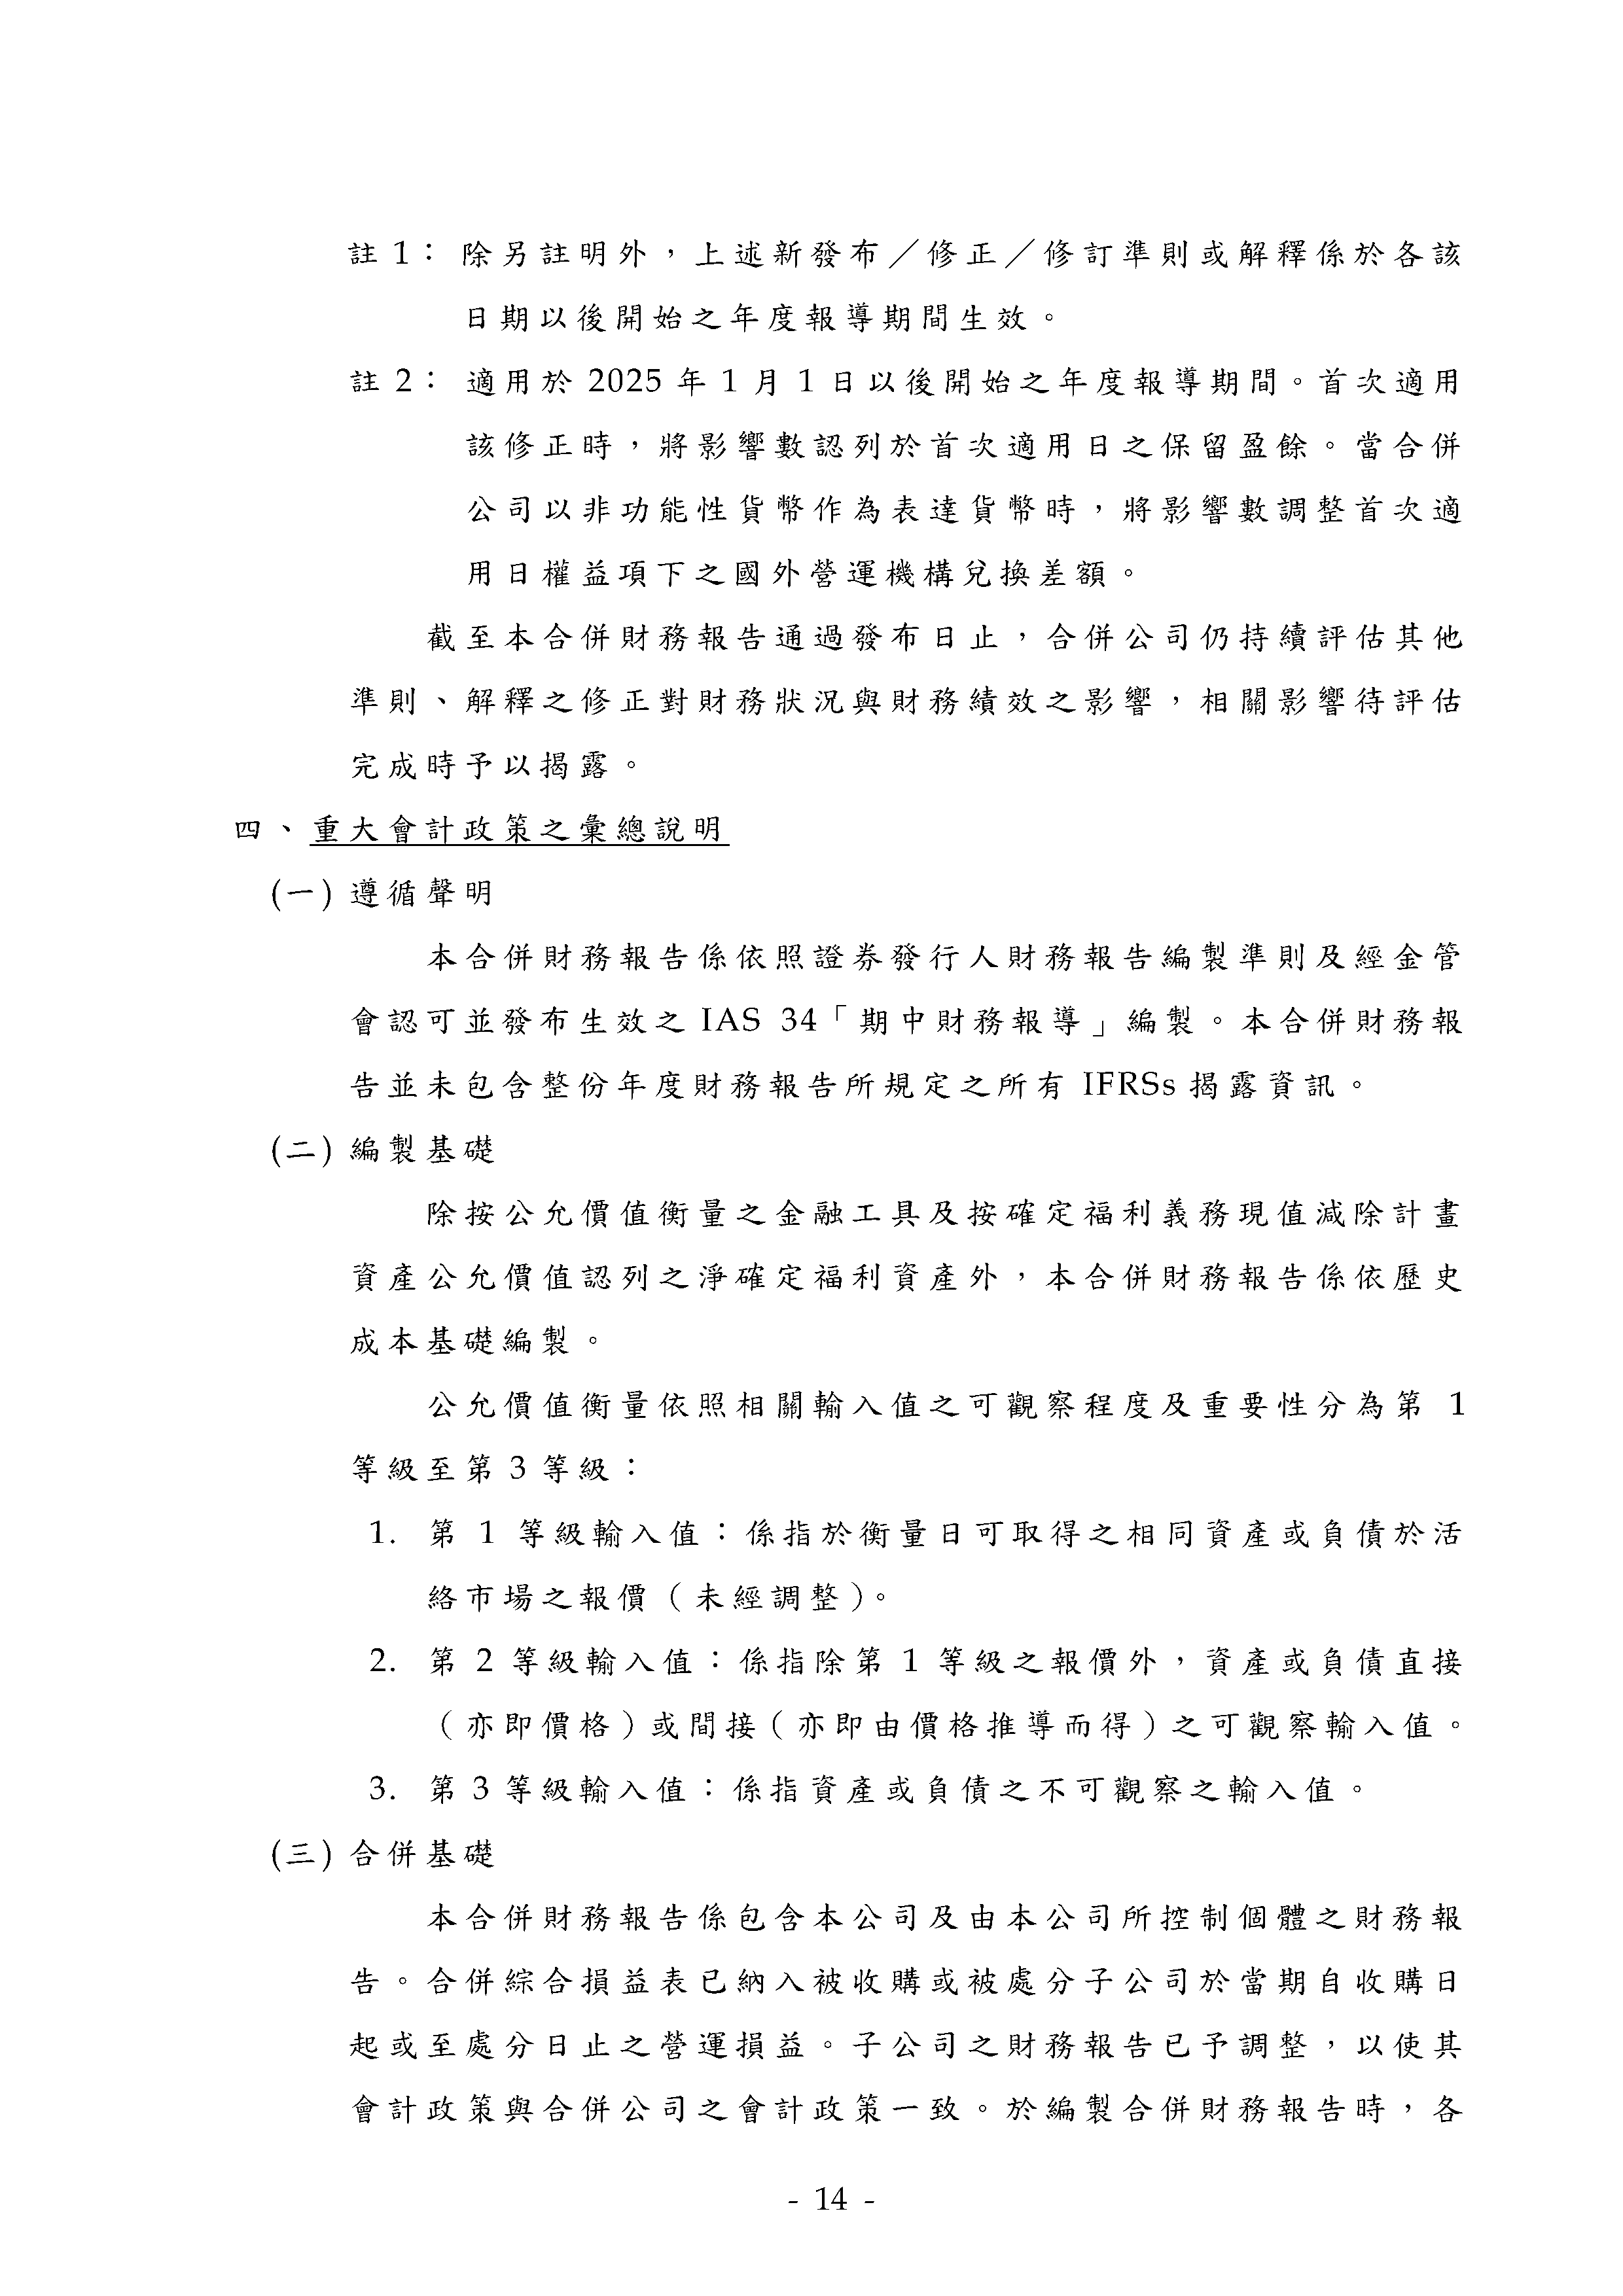 註 1： 除另註明外，上述新發布／修正／修訂準則或解釋係於各該
日期以後開始之年度報導期間生效。
註 2： 適用於 2025 年 1 月 1 日以後開始之年度報導期間。首次適用
該修正時，將影響數認列於首次適用日之保留盈餘。當合併
公司以非功能性貨幣作為表達貨幣時，將影響數調整首次適
用日權益項下之國外營運機構兌換差額。
截至本合併財務報告通過發布日止，合併公司仍持續評估其他
準則、解釋之修正對財務狀況與財務績效之影響，相關影響待評估
完成時予以揭露。
四、重大會計政策之彙總說明
(一) 遵循聲明
本合併財務報告係依照證券發行人財務報告編製準則及經金管
會認可並發布生效之 IAS 34「期中財務報導」編製。本合併財務報
告並未包含整份年度財務報告所規定之所有 IFRSs 揭露資訊。
(二) 編製基礎
除按公允價值衡量之金融工具及按確定福利義務現值減除計畫
資產公允價值認列之淨確定福利資產外，本合併財務報告係依歷史
成本基礎編製。
公允價值衡量依照相關輸入值之可觀察程度及重要性分為第 1
等級至第 3 等級：
1. 第 1 等級輸入值：係指於衡量日可取得之相同資產或負債於活
絡市場之報價（未經調整）。
2. 第 2 等級輸入值：係指除第 1 等級之報價外，資產或負債直接
（亦即價格）或間接（亦即由價格推導而得）之可觀察輸入值。
3. 第 3 等級輸入值：係指資產或負債之不可觀察之輸入值。
(三) 合併基礎
本合併財務報告係包含本公司及由本公司所控制個體之財務報
告。合併綜合損益表已納入被收購或被處分子公司於當期自收購日
起或至處分日止之營運損益。子公司之財務報告已予調整，以使其
會計政策與合併公司之會計政策一致。於編製合併財務報告時，各
- 14 -